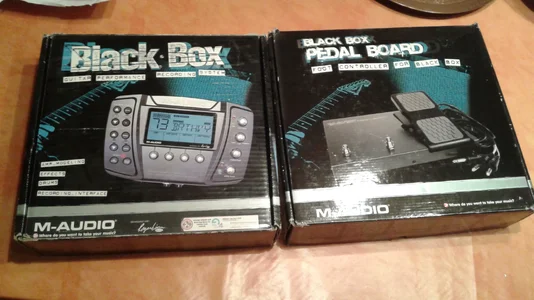 Black Box
GUITAR PERFORMANCE RECORDING SYSTEM
73
AMP MODELING
EFFECTS
DRUMS
RECORDING INTERFACE
M-AUDIO
Where do you want to take your music?
BLACK BOX
PEDAL BOARD
FOOT CONTROLLER FOR BLACK BOX
M-AUDIO
Where do you want to take your music?